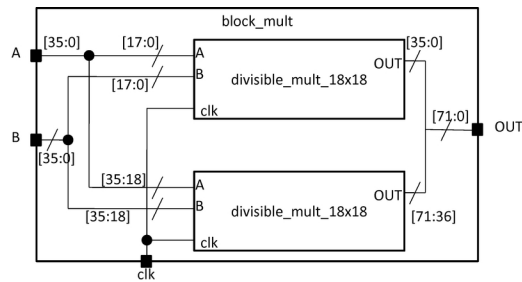 block_mult
[35:0]
[17:0]
[35:0]
A
A
OUT
B
[17:0]
divisible_mult_18x18
clk
[71:0]
OUT
B
[35:0]
[35:18]
A
OUT
B
[35:18]
divisible_mult_18x18
[71:36]
clk
clk